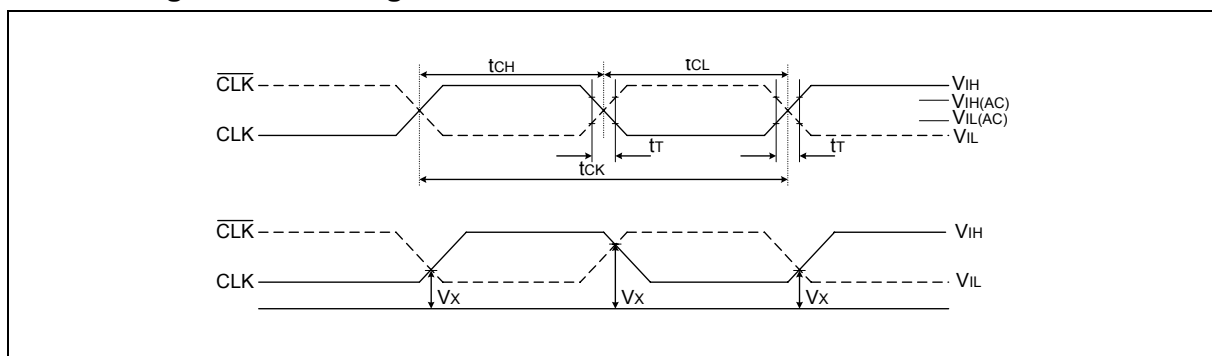 tCH
tCL
CLK
VIH
VIH(AC)
CLK
VIL(AC)
VIL
tT
tT
tCK
CLK
VIH
CLK
VIL
VX
VX
VX